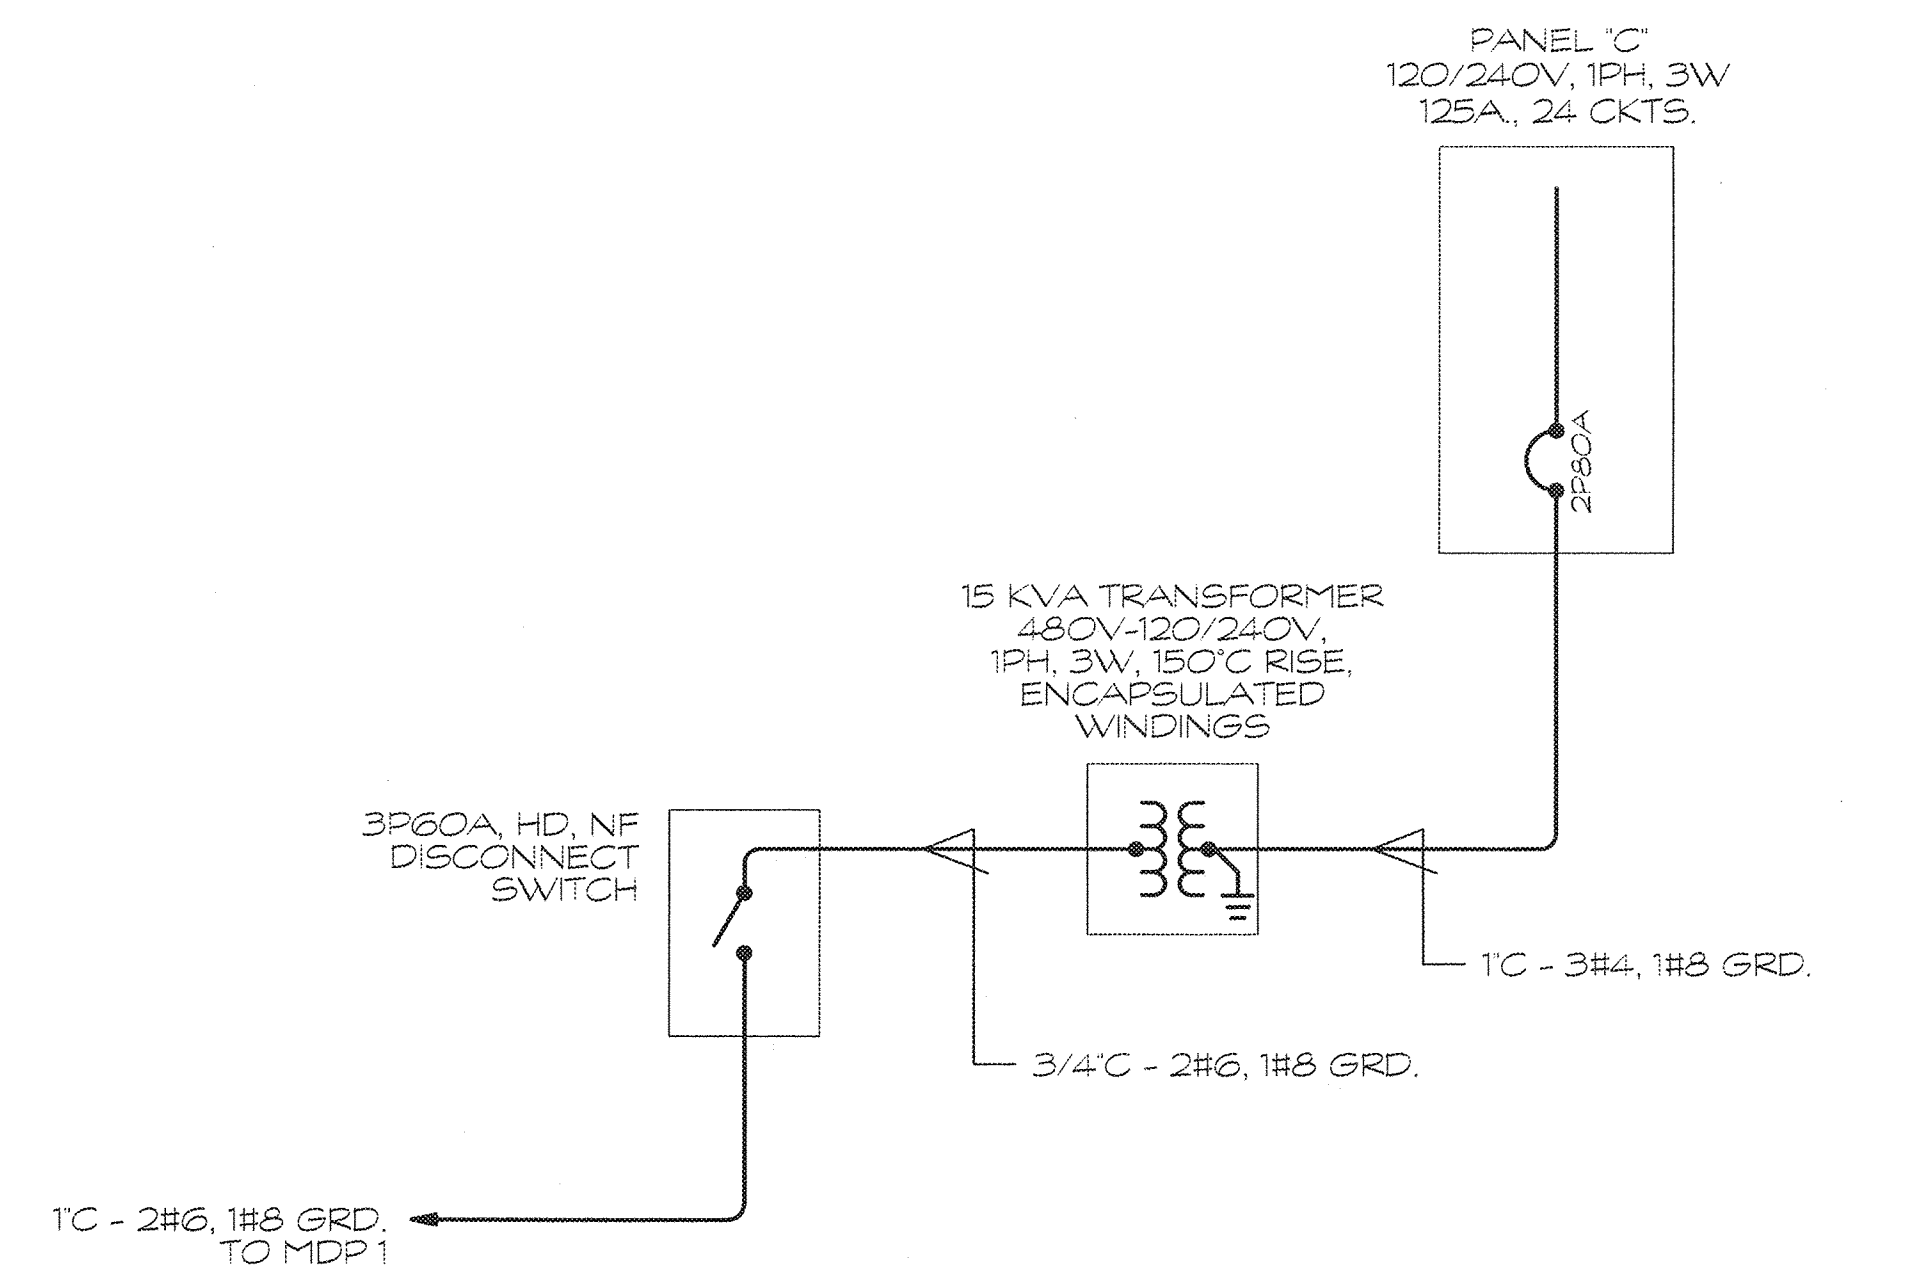 PANEL "C"
120/240V, 1PH, 3W
125A., 24 CKTS.
2P80A
15 KVA TRANSFORMER
480V-120/240V,
1PH, 3W, 150°C RISE,
ENCAPSULATED
WINDINGS
3P60A, HD, NF
DISCONNECT
SWITCH
1"C - 3#4, 1#8 GRD.
3/4"C - 2#6, 1#8 GRD.
1"C - 2#6, 1#8 GRD.
TO MDP 1